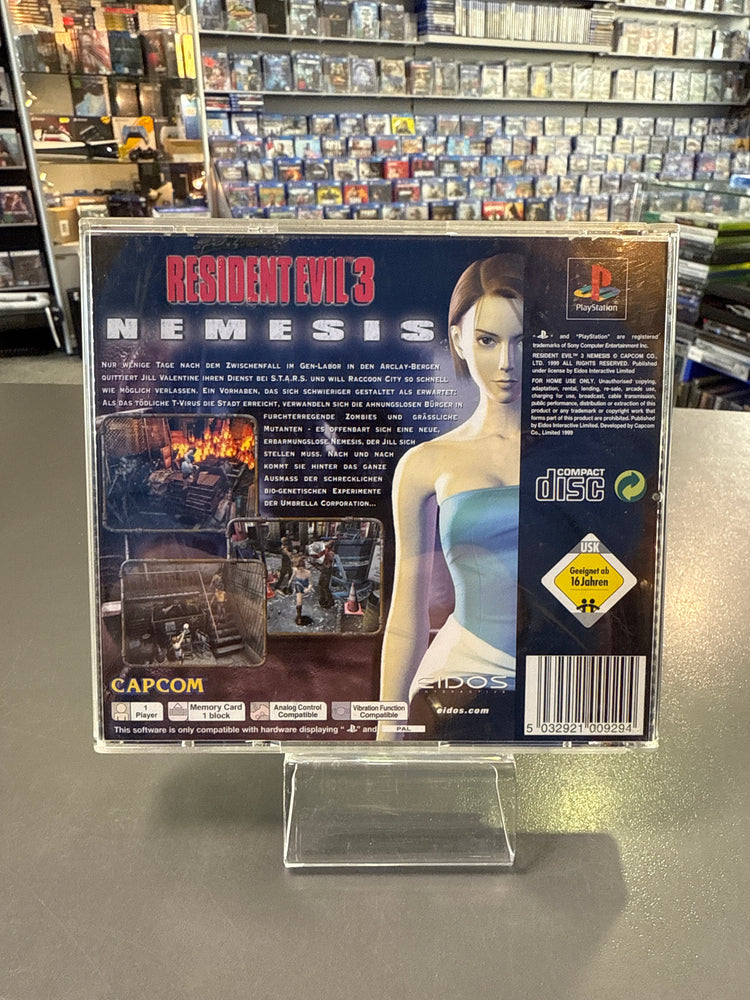 RESIDENT EVIL™3
NEMESIS
Nur wenige Tage nach dem Zwischenfall im Gen-Labor in den Arclay-Bergen
quittiert Jill Valentine ihren Dienst bei S.T.A.R.S. und will Raccoon City so schnell
wie möglich verlassen. Ein Vorhaben, das sich schwieriger gestaltet als erwartet:
Als das tödliche T-Virus die Stadt erreicht, verwandeln sich die ahnungslosen Bürger in
furchterregende Zombies und gräßliche
Mutanten - es offenbart sich eine neue,
erbarmungslose Nemesis, der Jill sich
stellen muss. Nach und nach
kommt sie hinter das ganze
Ausmass der schrecklichen
bio-genetischen Experimente
der Umbrella Corporation...
CAPCOM
1
Player
Memory Card
1 block
Analog Control
Compatible
Vibration Function
Compatible
This software is only compatible with hardware displaying " " and
PAL
EIDOS
INTERACTIVE
eidos.com
PlayStation
" " and "PlayStation" are registered
trademarks of Sony Computer Entertainment Inc.
RESIDENT EVIL™ 3 NEMESIS © CAPCOM CO.,
LTD. 1999 ALL RIGHTS RESERVED. Published
under license by Eidos Interactive Limited
FOR HOME USE ONLY. Unauthorised copying,
adaptation, rental, lending, re-sale, arcade use,
charging for use, broadcast, cable transmission,
public performance, distribution or extraction of this
product or any trademark or copyright work that
forms part of this product are prohibited. Published
by Eidos Interactive Limited. Developed by Capcom
Co., Limited 1999
COMPACT
disc
USK
Geeignet ab
16 Jahren
5 032921 009294